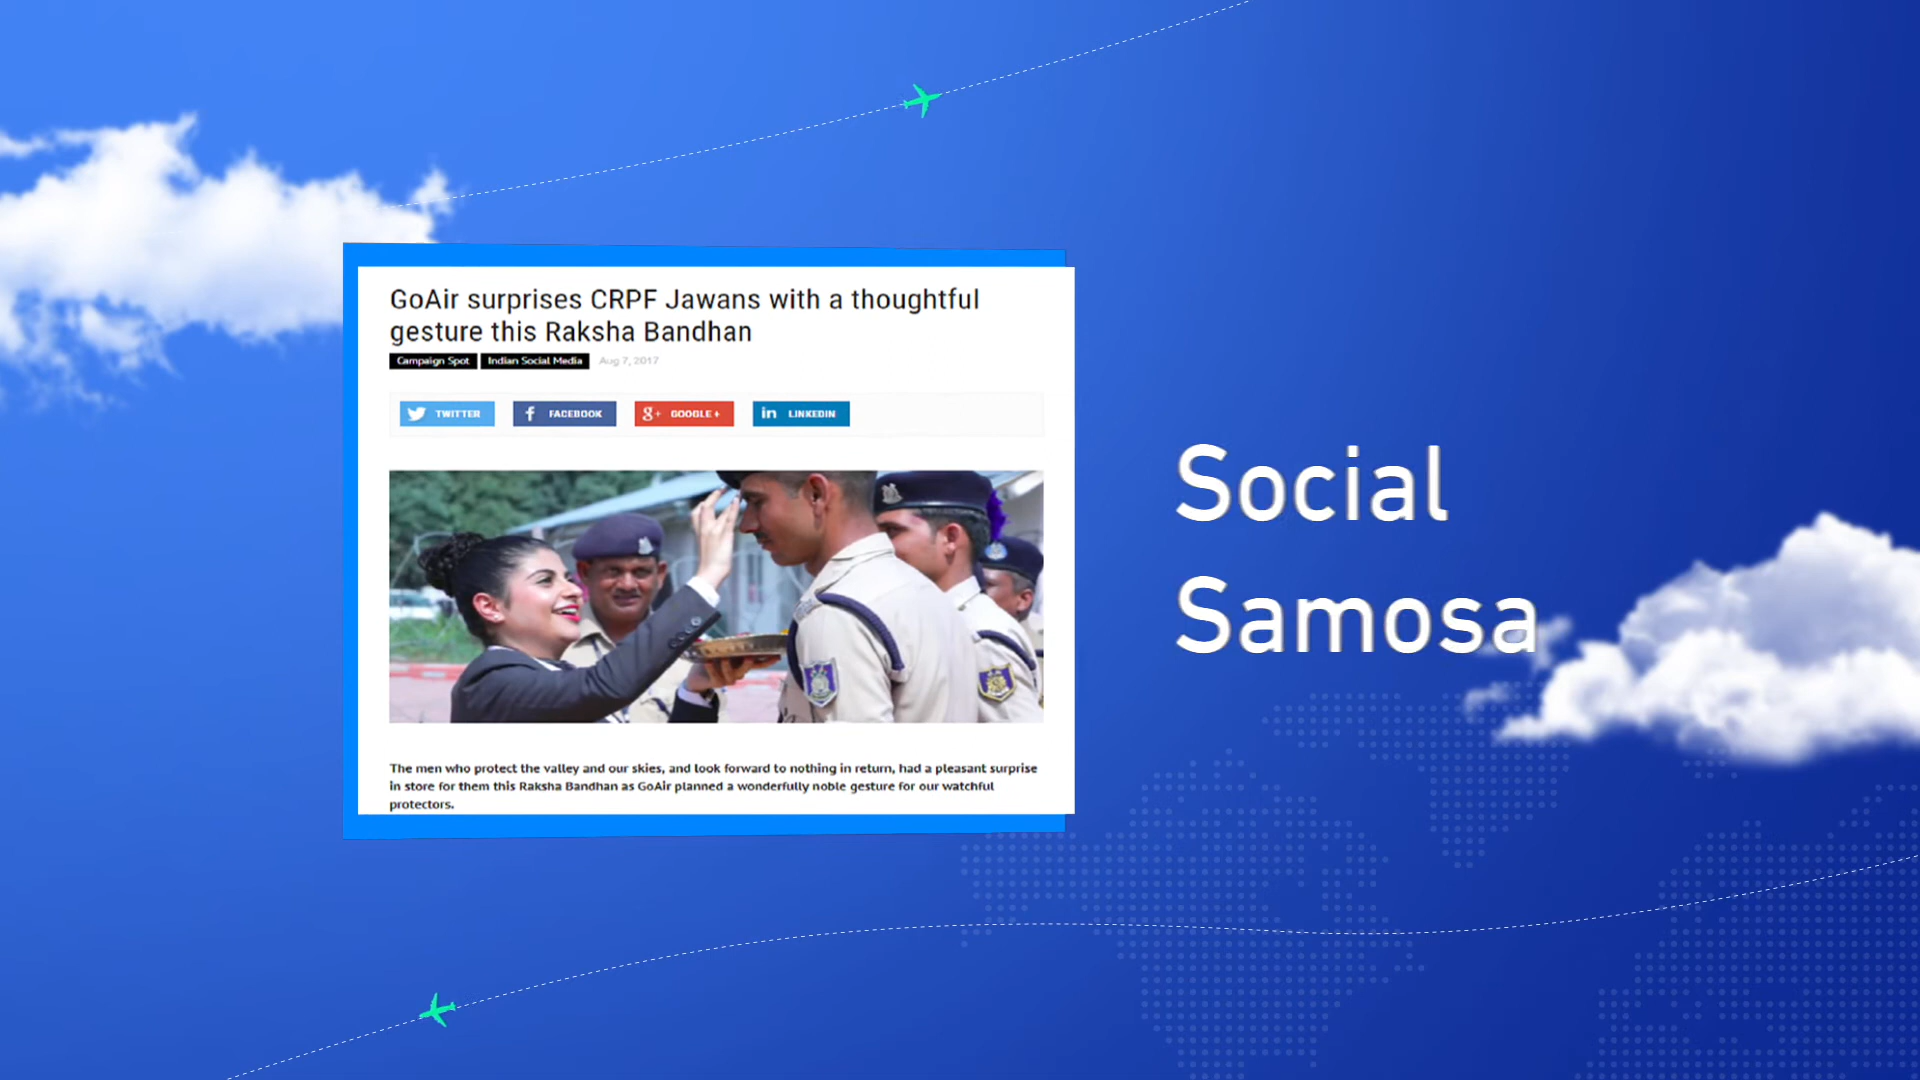 GoAir surprises CRPF Jawans with a thoughtful
gesture this Raksha Bandhan
Campaign Spot Indian Social Media Aug 7, 2017
TWITTER FACEBOOK g+ GOOGLE + in LINKEDIN
The men who protect the valley and our skies, and look forward to nothing in return, had a pleasant surprise
in store for them this Raksha Bandhan as GoAir planned a wonderfully noble gesture for our watchful
protectors.
Social
Samosa